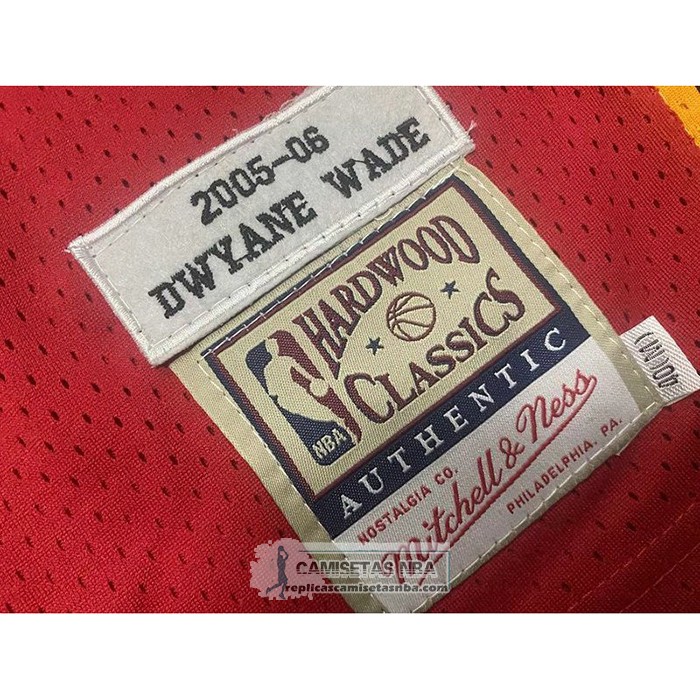 2005-06
DWYANE WADE
HARDWOOD
CLASSICS
NBA
AUTHENTIC
NOSTALGIA CO.
Mitchell & Ness
PHILADELPHIA, PA.
CAMISETAS NBA
replicascamisetasnba.com